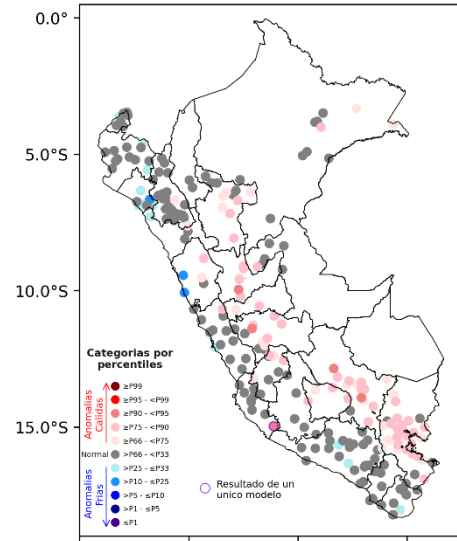 0.0°
5.0°S
10.0°S
15.0°S
Categorias por
percentiles
Anomalias
Calidas
≥P99
≥P95 - <P99
≥P90 - <P95
≥P75 - <P90
≥P66 - <P75
Normal
>P66 - <P33
>P25 - ≤P33
>P10 - ≤P25
>P5 - ≤P10
>P1 - ≤P5
≤P1
Anomalias
Frias
Resultado de un
unico modelo